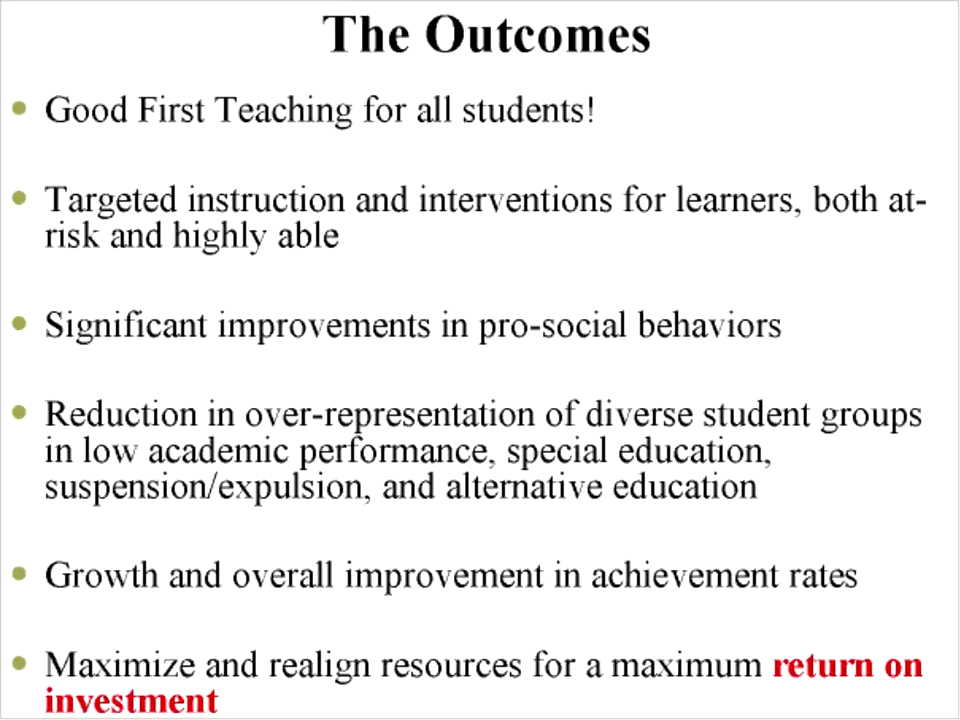 The Outcomes
Good First Teaching for all students!
Targeted instruction and interventions for learners, both at-
risk and highly able
Significant improvements in pro-social behaviors
Reduction in over-representation of diverse student groups
in low academic performance, special education,
suspension/expulsion, and alternative education
Growth and overall improvement in achievement rates
Maximize and realign resources for a maximum return on
investment